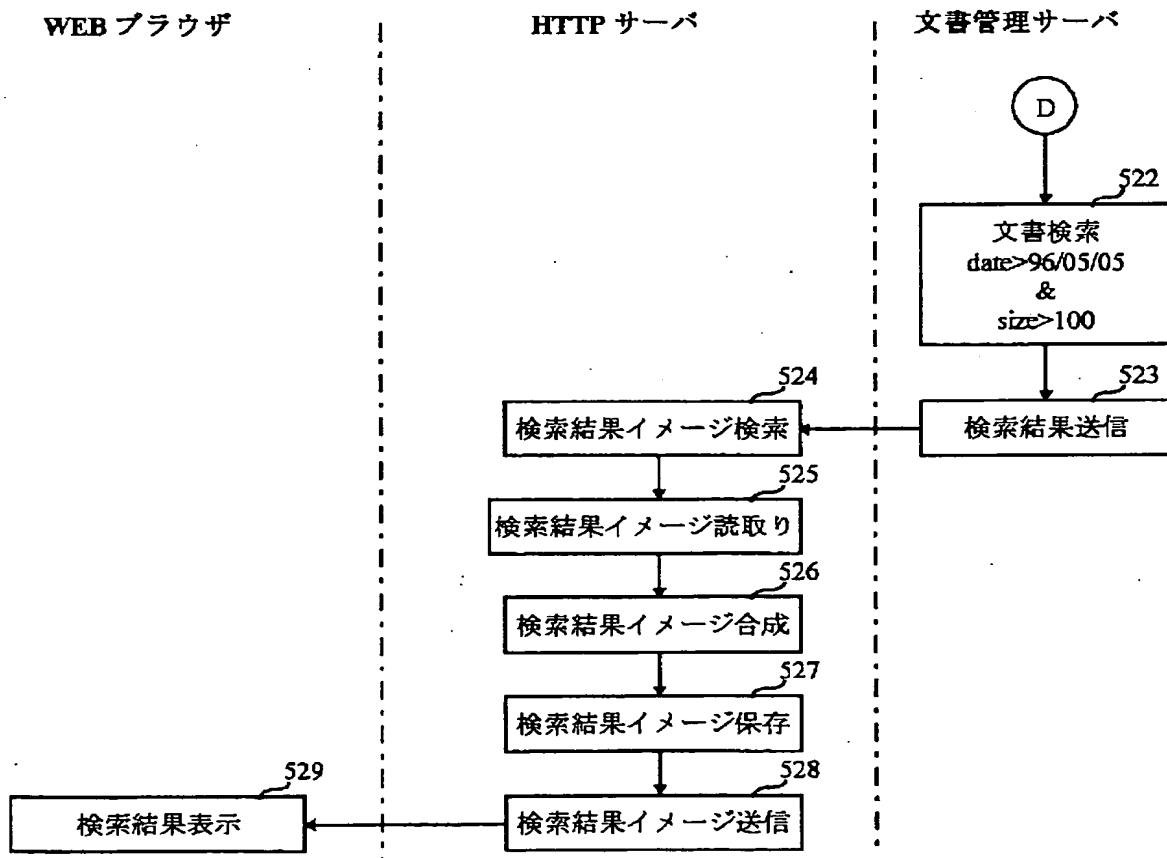 WEB ブラウザ
HTTP サーバ
文書管理サーバ
D
522
文書検索
date>96/05/05
&
size>100
523
検索結果送信
524
検索結果イメージ検索
525
検索結果イメージ読取り
526
検索結果イメージ合成
527
検索結果イメージ保存
528
検索結果イメージ送信
529
検索結果表示